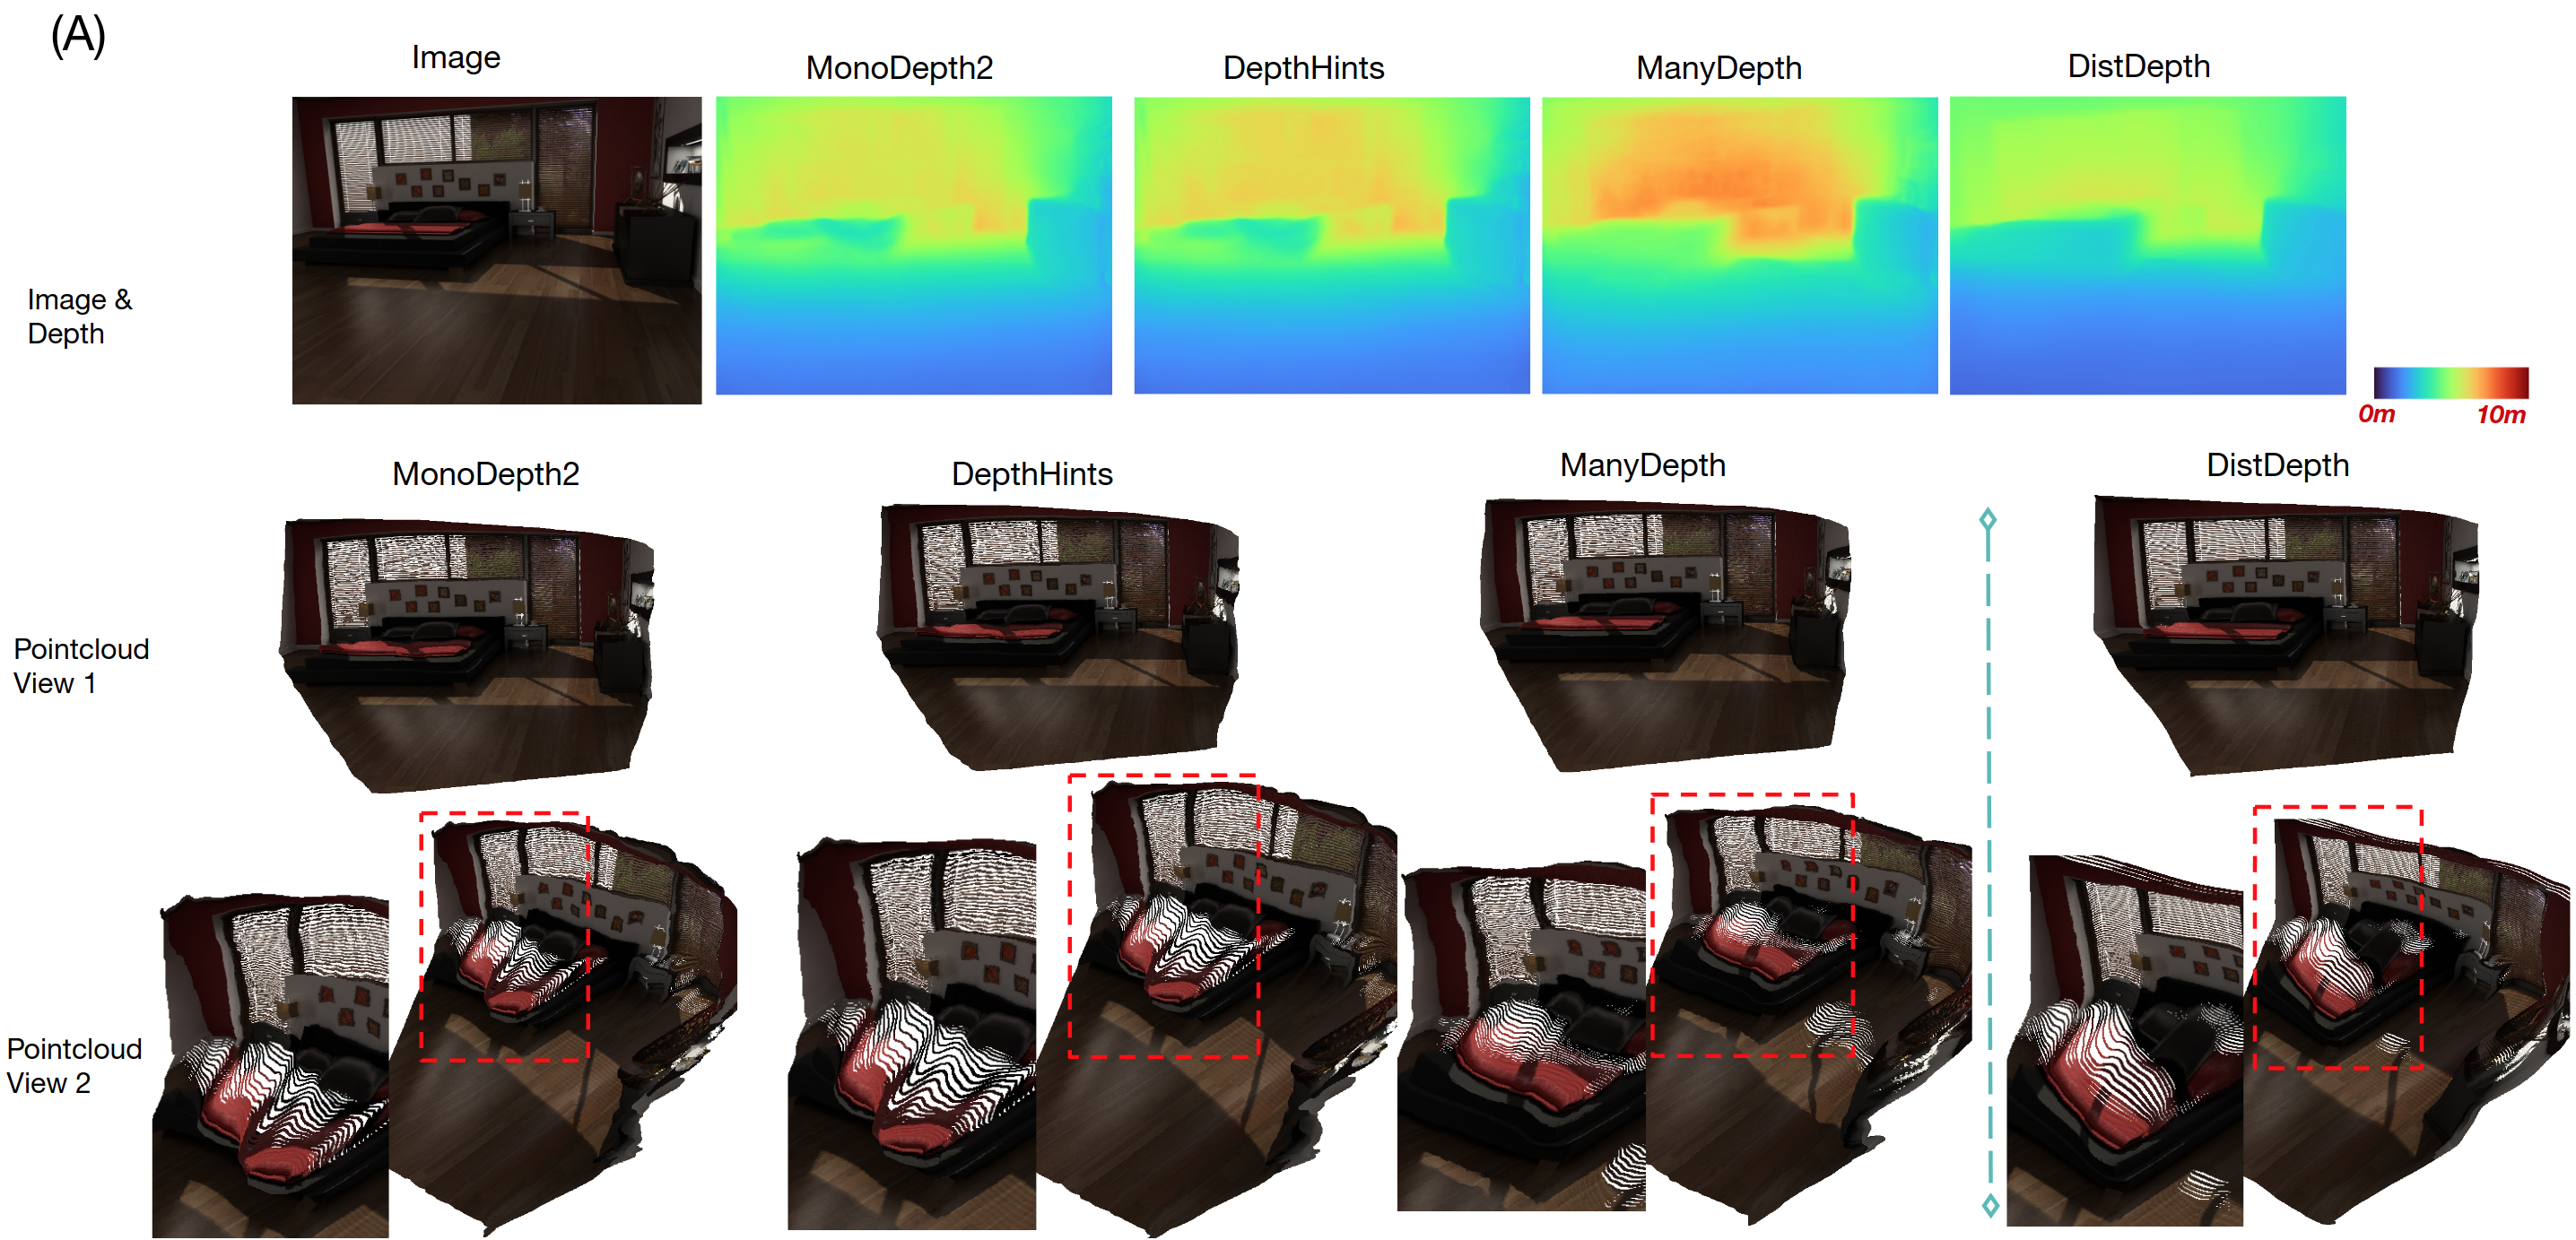 (A)
Image
MonoDepth2
DepthHints
ManyDepth
DistDepth
Image &
Depth
0m
10m
MonoDepth2
DepthHints
ManyDepth
DistDepth
Pointcloud
View 1
Pointcloud
View 2